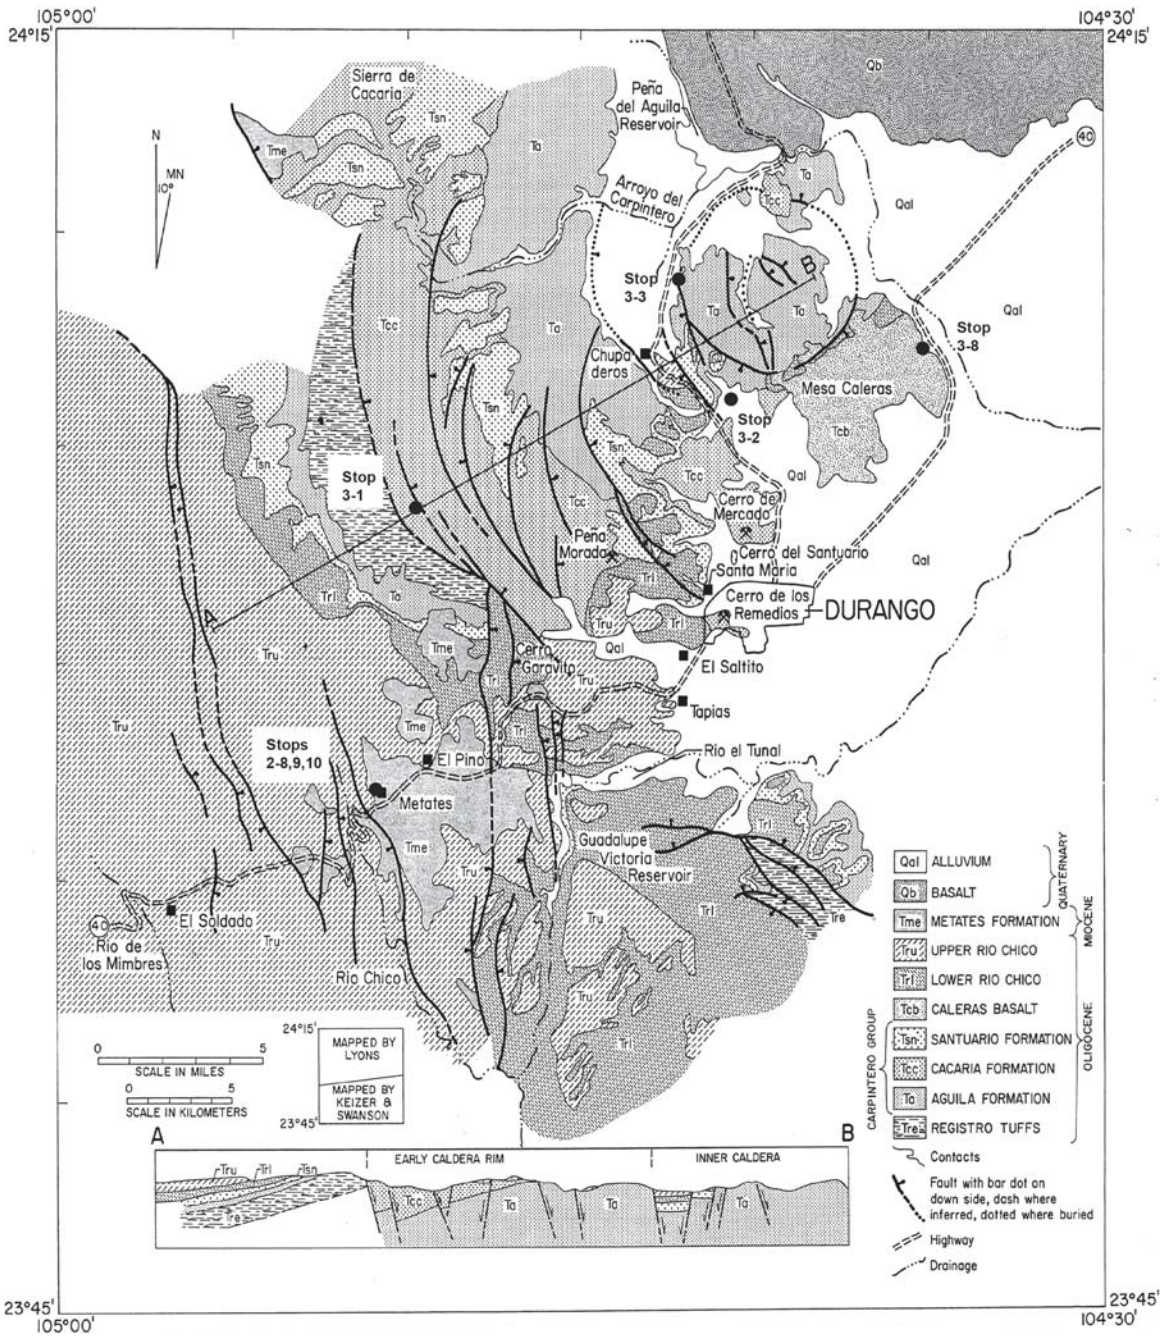 105°00'
104°30'
24°15'
24°15'
Sierra de
Cacaria
Tsn
Peña
del Aguila
Reservoir
Qb
40
N
MN
10°
Tme
Tsn
Ta
Ta
Tcc
Arroyo del
Carpintero
Qal
Stop
3-3
B
Ta
Ta
Qal
Stop
3-8
Tcc
Ta
Chupa
deros
Mesa Caleras
Tsn
Stop
3-2
Tcb
Tsn
Tsn
Tcc
Qal
Stop
3-1
Tcc
Cerro de
Mercado
Peña
Morada
Cerro del Santuario
Qal
Santa Maria
Trl
Trl
Ta
Cerro de los
Remedios
DURANGO
A
Tru
Trl
Qal
Tru
Tme
Cerro
Garavito
Tru
El Saltito
Trl
Tru
Tme
Trl
Tapias
Stops
2-8,9,10
El Pino
Rio el Tunal
Metates
Trl
Tme
Guadalupe
Victoria
Reservoir
Tru
El Soldado
40
Tru
Tru
Trl
Tre
Rio de
los Mimbres
Rio Chico
Tru
Trl
Qal ALLUVIUM
Qb BASALT
QUATERNARY
Tme METATES FORMATION
MIOCENE
Tru UPPER RIO CHICO
Trl LOWER RIO CHICO
Tcb CALERAS BASALT
Tsn SANTUARIO FORMATION
Tcc CACARIA FORMATION
Ta AGUILA FORMATION
Tre REGISTRO TUFFS
CARPINTERO GROUP
OLIGOCENE
Contacts
Fault with bar dot on
down side, dash where
inferred, dotted where buried
Highway
Drainage
0 5
SCALE IN MILES
0 5
SCALE IN KILOMETERS
24°15'
MAPPED BY
LYONS
MAPPED BY
KEIZER &
SWANSON
23°45'
A
B
EARLY CALDERA RIM
INNER CALDERA
Tru
Trl
Tsn
Tre
Tcc
Ta
Ta
Ta
23°45'
23°45'
105°00'
104°30'